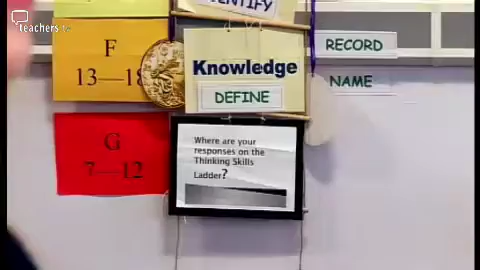 teachers.tv
IDENTIFY
F
13—18
Knowledge
DEFINE
RECORD
NAME
G
7—12
Where are your
responses on the
Thinking Skills
Ladder?